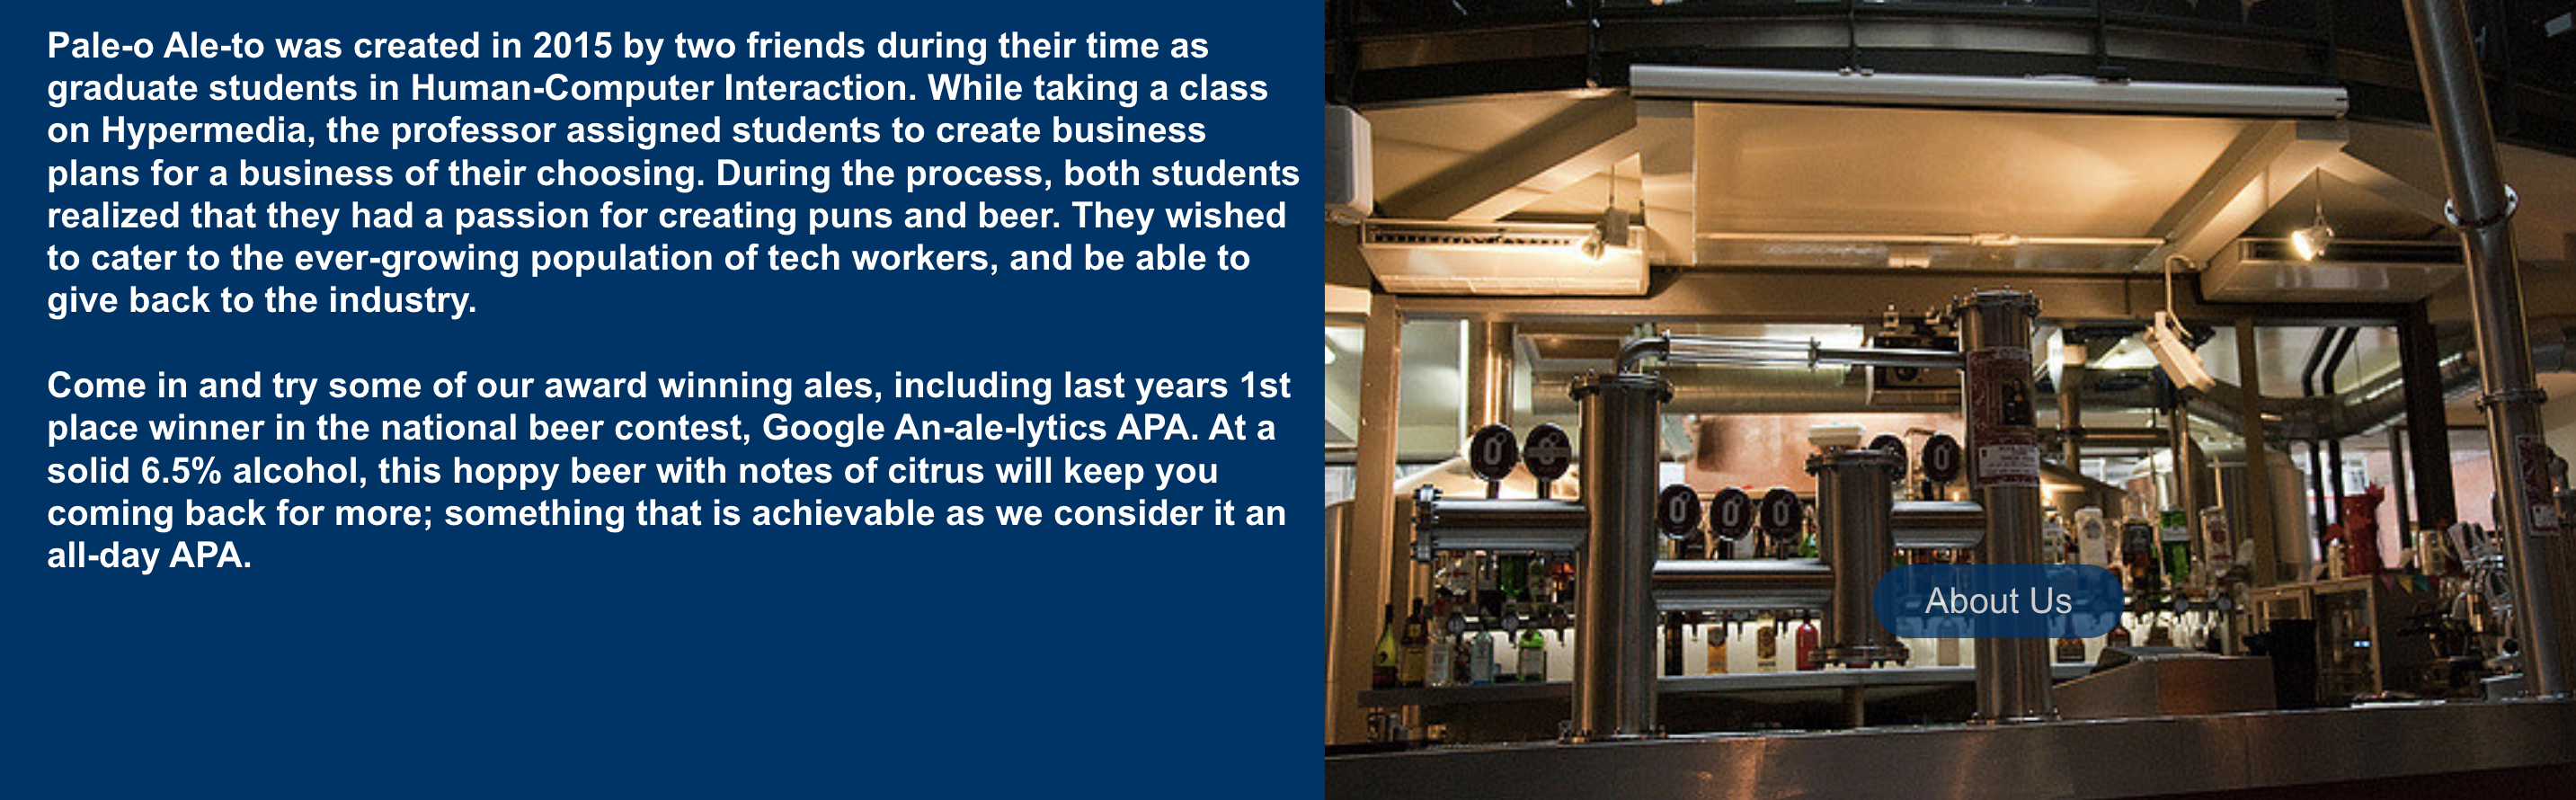 Pale-o Ale-to was created in 2015 by two friends during their time as
graduate students in Human-Computer Interaction. While taking a class
on Hypermedia, the professor assigned students to create business
plans for a business of their choosing. During the process, both students
realized that they had a passion for creating puns and beer. They wished
to cater to the ever-growing population of tech workers, and be able to
give back to the industry.
Come in and try some of our award winning ales, including last years 1st
place winner in the national beer contest, Google An-ale-lytics APA. At a
solid 6.5% alcohol, this hoppy beer with notes of citrus will keep you
coming back for more; something that is achievable as we consider it an
all-day APA.
About Us